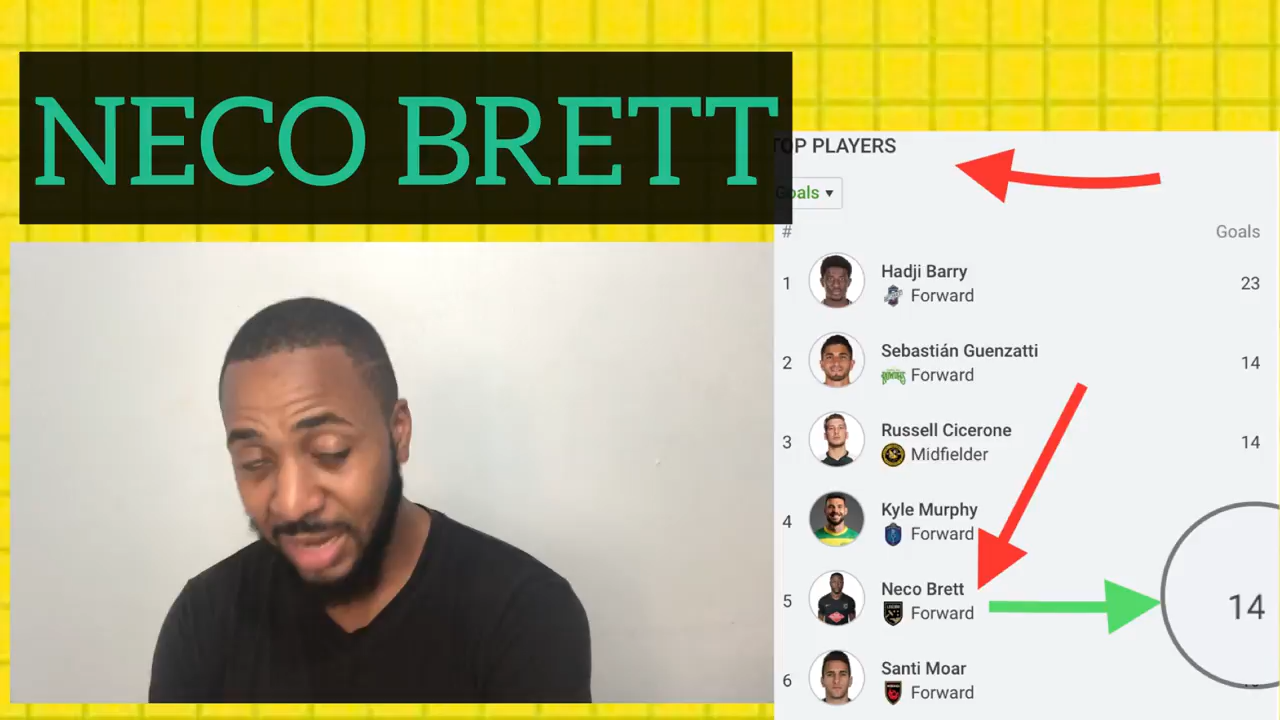 NECO BRETT
TOP PLAYERS
Goals ▾
# Goals
1 Hadji Barry 23
Forward
2 Sebastián Guenzatti 14
Forward
3 Russell Cicerone 14
Midfielder
4 Kyle Murphy
Forward
5 Neco Brett 14
Forward
6 Santi Moar
Forward